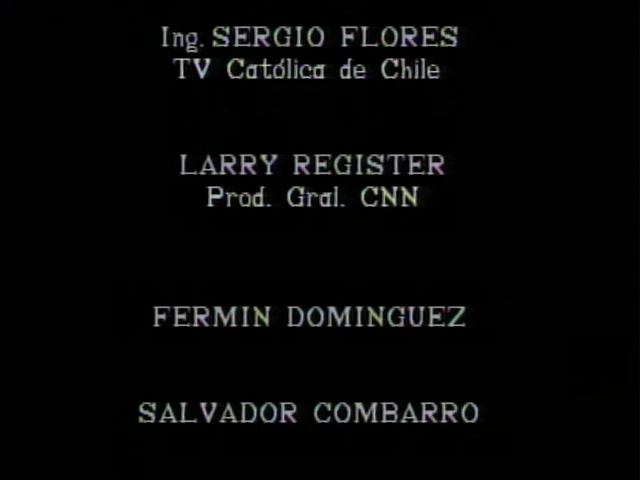 Ing. SERGIO FLORES
TV Católica de Chile
LARRY REGISTER
Prod. Gral. CNN
FERMIN DOMINGUEZ
SALVADOR COMBARRO